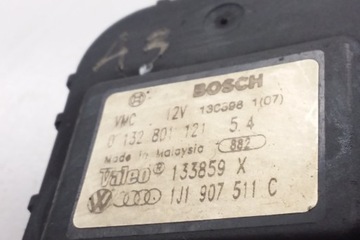 A3
BOSCH
VMC 12V 130396 1(07)
0 132 801 121 5.4
Made in Malaysia 882
Valeo® 133859 X
1J1 907 511 C